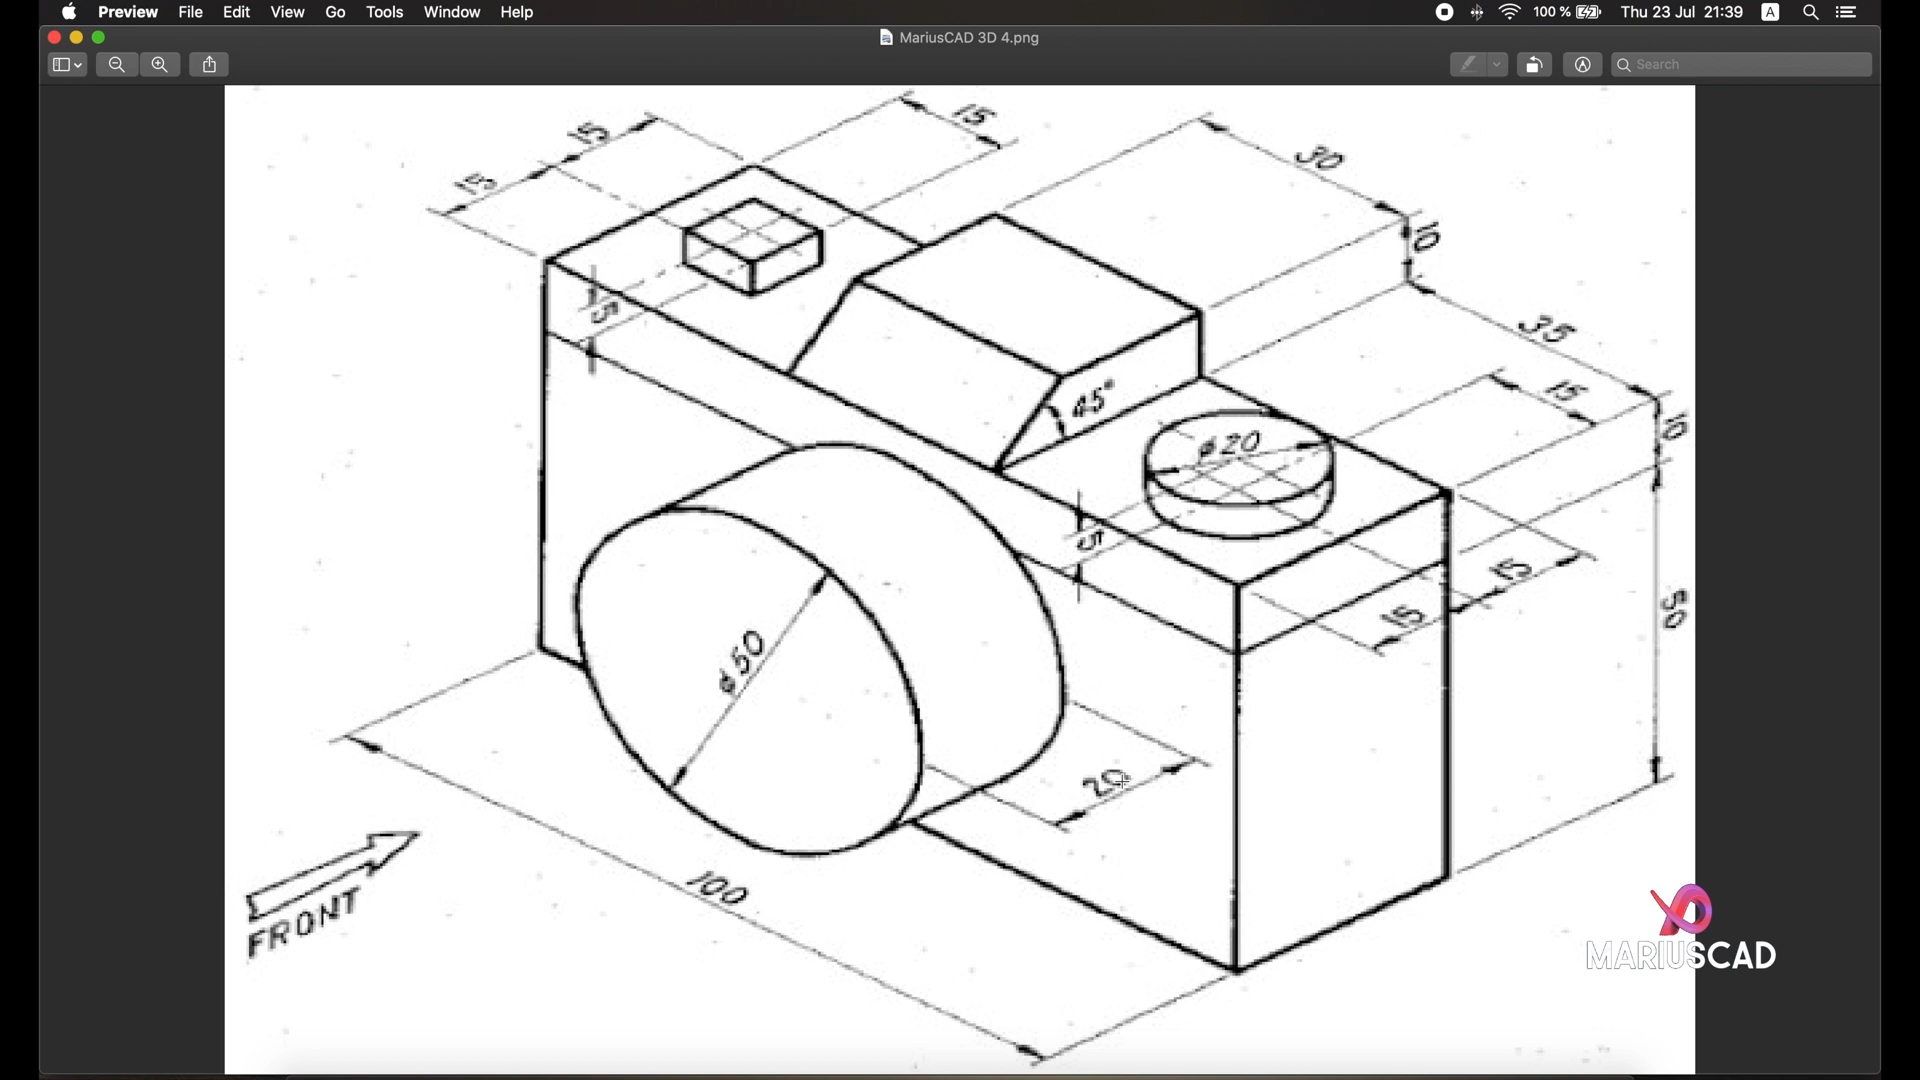 Preview File Edit View Go Tools Window Help
100 % Thu 23 Jul 21:39 A
MariusCAD 3D 4.png
Search
15
15
15
30
10
5
35
15
45°
10
ø20
5
15
15
50
ø50
20
100
FRONT
MARIUSCAD